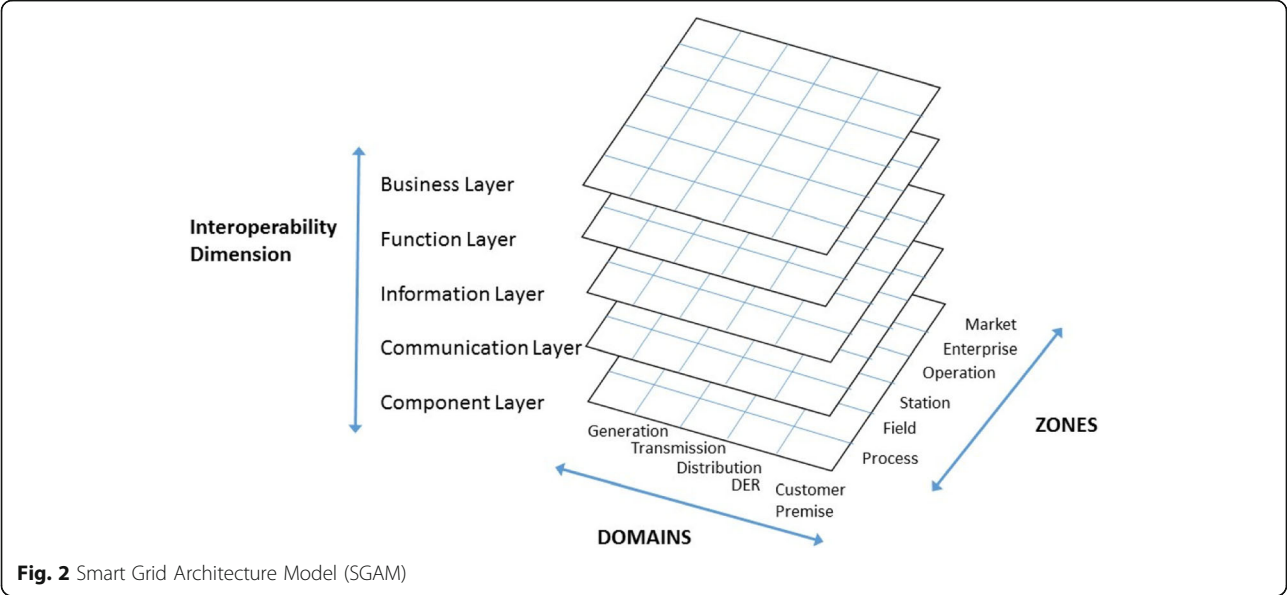 Interoperability
Dimension
Business Layer
Function Layer
Information Layer
Communication Layer
Component Layer
Generation
Transmission
Distribution
DER
Customer
Premise
DOMAINS
Market
Enterprise
Operation
Station
Field
Process
ZONES
Fig. 2 Smart Grid Architecture Model (SGAM)